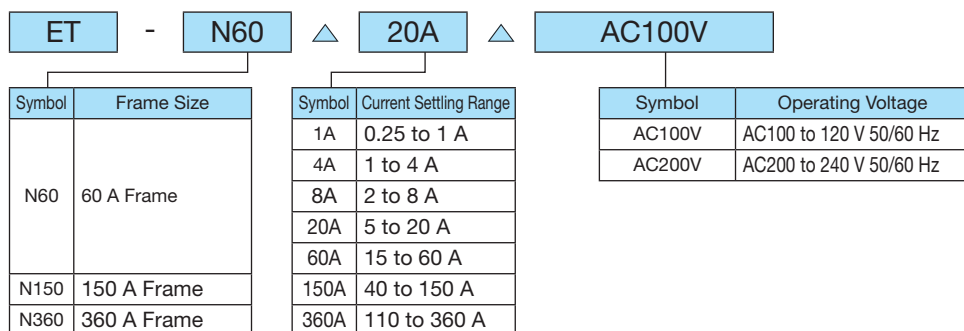 ET - N60 △ 20A △ AC100V
Symbol Frame Size
N60 60 A Frame
N150 150 A Frame
N360 360 A Frame
Symbol Current Settling Range
1A 0.25 to 1 A
4A 1 to 4 A
8A 2 to 8 A
20A 5 to 20 A
60A 15 to 60 A
150A 40 to 150 A
360A 110 to 360 A
Symbol Operating Voltage
AC100V AC100 to 120 V 50/60 Hz
AC200V AC200 to 240 V 50/60 Hz